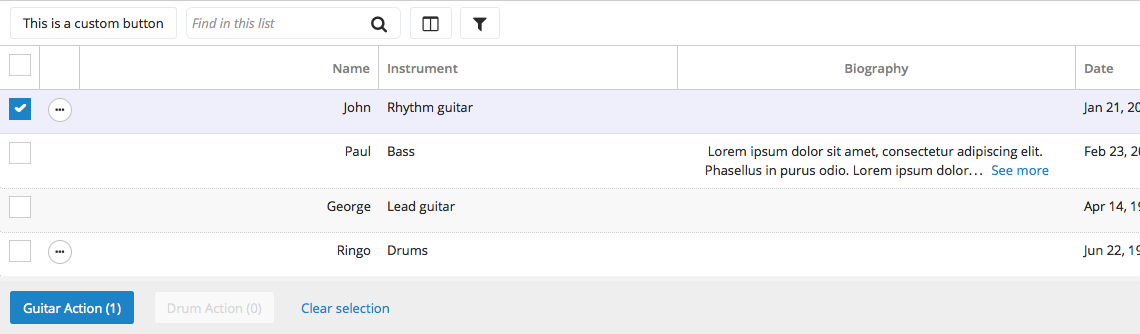 This is a custom button Find in this list
Name Instrument Biography Date
John Rhythm guitar Jan 21, 20
Paul Bass Lorem ipsum dolor sit amet, consectetur adipiscing elit. Feb 23, 20
Phasellus in purus odio. Lorem ipsum dolor... See more
George Lead guitar Apr 14, 19
Ringo Drums Jun 22, 19
Guitar Action (1) Drum Action (0) Clear selection